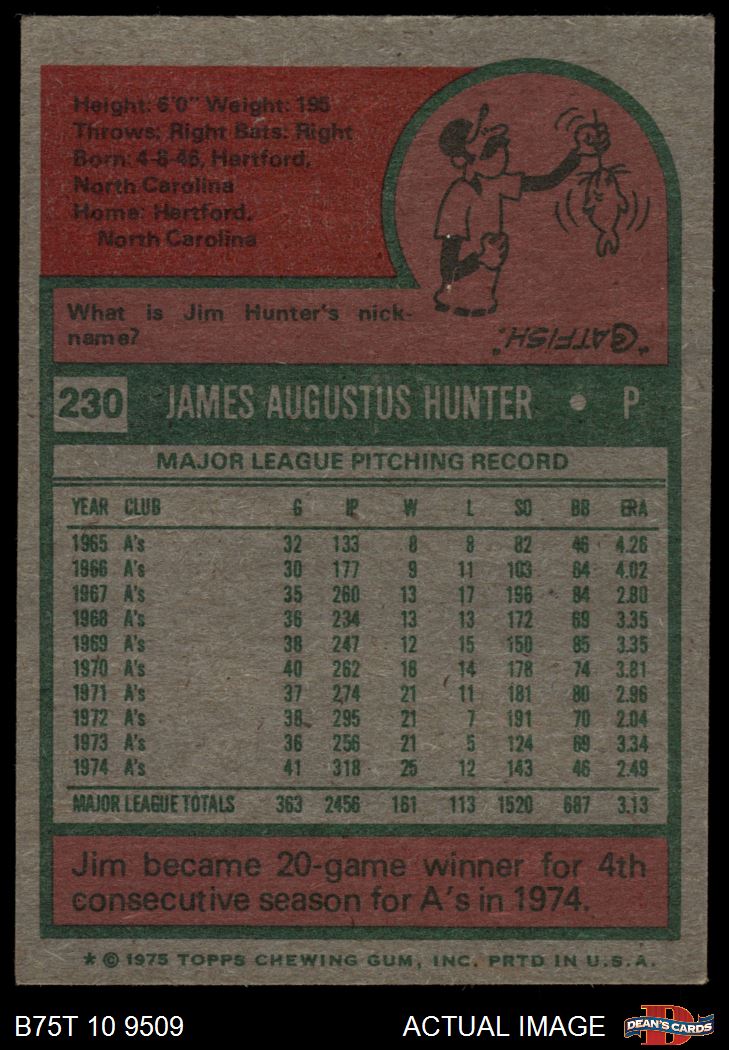 Height: 6'0" Weight: 195
Throws: Right Bats: Right
Born: 4-8-46, Hertford,
North Carolina
Home: Hertford,
North Carolina
What is Jim Hunter's nick-
name?
"CATFISH."
230 JAMES AUGUSTUS HUNTER • P
MAJOR LEAGUE PITCHING RECORD
YEAR CLUB G IP W L SO BB ERA
1965 A's 32 133 8 8 82 46 4.26
1966 A's 30 177 9 11 103 64 4.02
1967 A's 35 260 13 17 196 84 2.80
1968 A's 36 234 13 13 172 69 3.35
1969 A's 38 247 12 15 150 85 3.35
1970 A's 40 262 18 14 178 74 3.81
1971 A's 37 274 21 11 181 80 2.96
1972 A's 38 295 21 7 191 70 2.04
1973 A's 36 256 21 5 124 69 3.34
1974 A's 41 318 25 12 143 46 2.49
MAJOR LEAGUE TOTALS 363 2456 161 113 1520 687 3.13
Jim became 20-game winner for 4th
consecutive season for A's in 1974.
* © 1975 TOPPS CHEWING GUM, INC. PRTD IN U.S.A.
B75T 10 9509 ACTUAL IMAGE DEAN'S CARDS